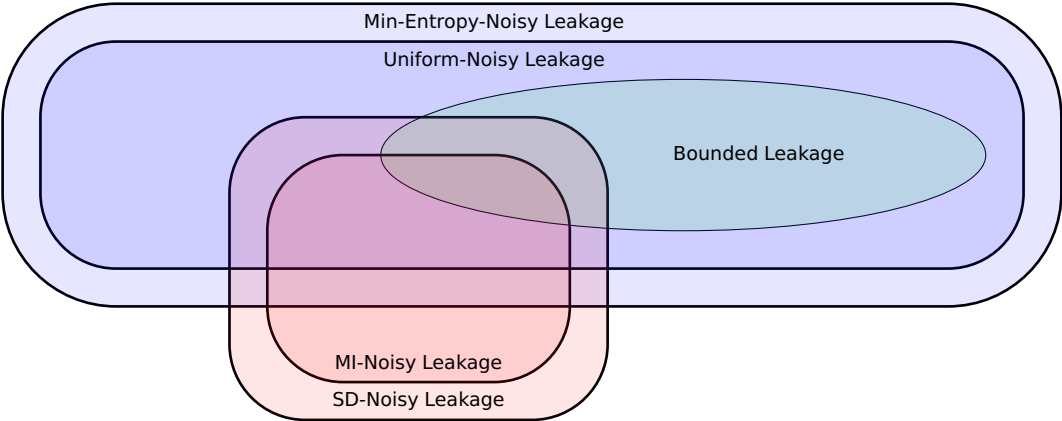 Min-Entropy-Noisy Leakage
Uniform-Noisy Leakage
Bounded Leakage
MI-Noisy Leakage
SD-Noisy Leakage